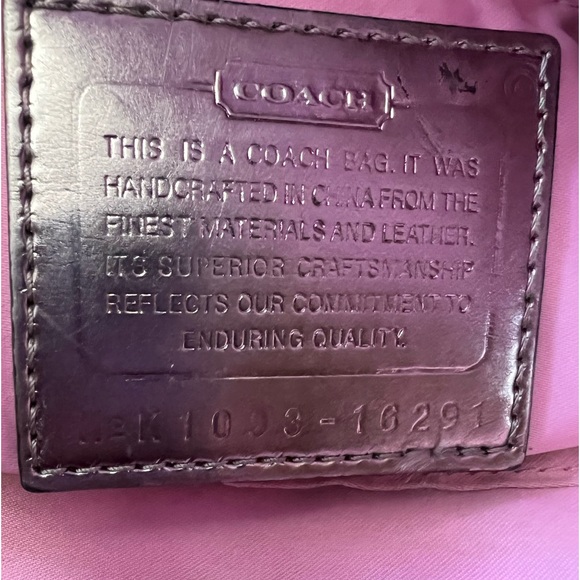 COACH
THIS IS A COACH BAG. IT WAS
HANDCRAFTED IN CHINA FROM THE
FINEST MATERIALS AND LEATHER.
ITS SUPERIOR CRAFTSMANSHIP
REFLECTS OUR COMMITMENT TO
ENDURING QUALITY.